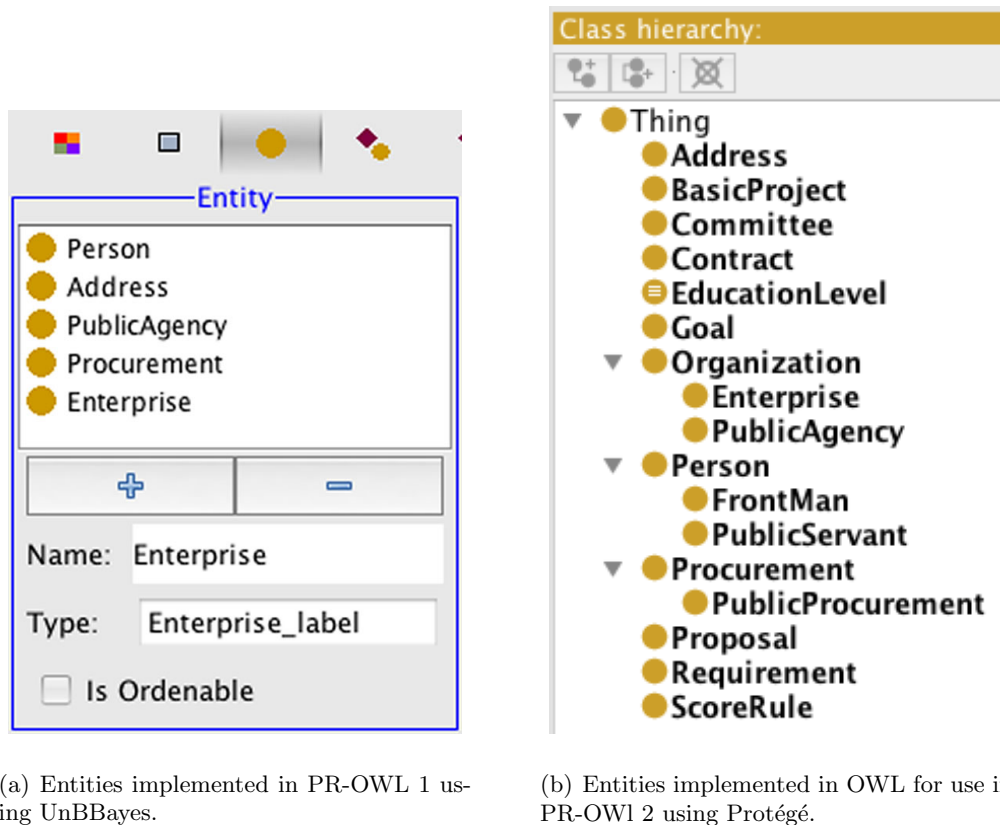 Entity
Person
Address
PublicAgency
Procurement
Enterprise
Name: Enterprise
Type: Enterprise_label
Is Ordenable
(a) Entities implemented in PR-OWL 1 us-
ing UnBBayes.
Class hierarchy:
Thing
Address
BasicProject
Committee
Contract
EducationLevel
Goal
Organization
Enterprise
PublicAgency
Person
FrontMan
PublicServant
Procurement
PublicProcurement
Proposal
Requirement
ScoreRule
(b) Entities implemented in OWL for use i
PR-OWl 2 using Protégé.